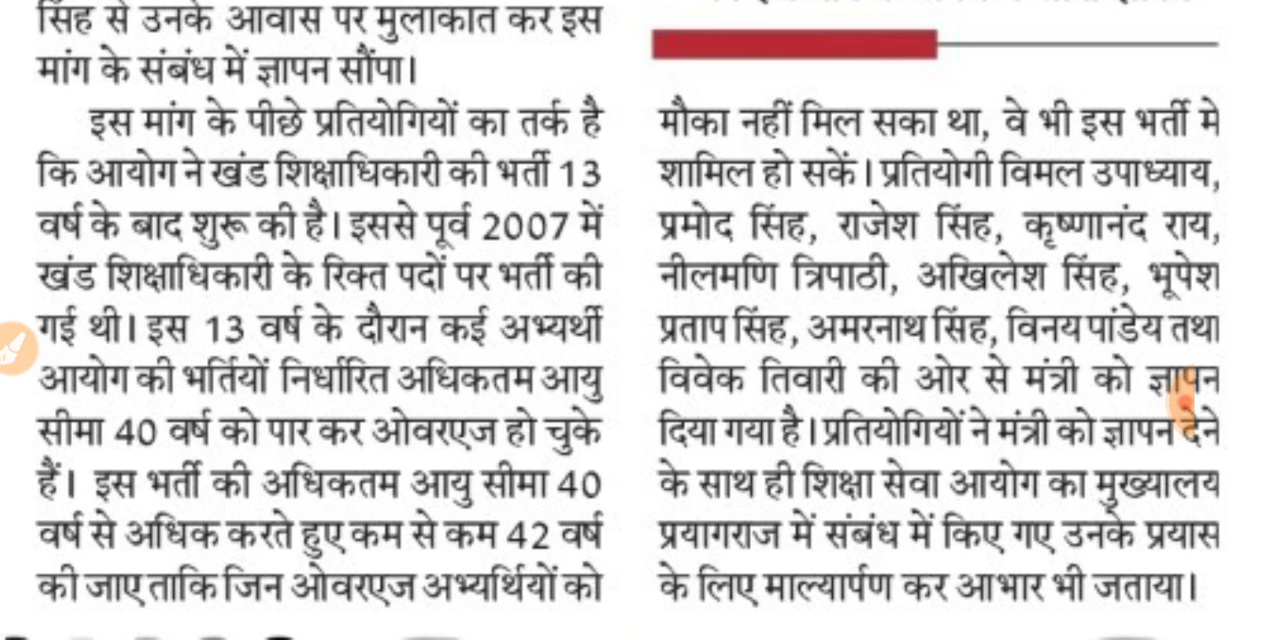 सिंह से उनके आवास पर मुलाकात कर इस
मांग के संबंध में ज्ञापन सौंपा।
इस मांग के पीछे प्रतियोगियों का तर्क है
कि आयोग ने खंड शिक्षाधिकारी की भर्ती 13
वर्ष के बाद शुरू की है। इससे पूर्व 2007 में
खंड शिक्षाधिकारी के रिक्त पदों पर भर्ती की
गई थी। इस 13 वर्ष के दौरान कई अभ्यर्थी
आयोग की भर्तियों निर्धारित अधिकतम आयु
सीमा 40 वर्ष को पार कर ओवरएज हो चुके
हैं। इस भर्ती की अधिकतम आयु सीमा 40
वर्ष से अधिक करते हुए कम से कम 42 वर्ष
की जाए ताकि जिन ओवरएज अभ्यर्थियों को
मौका नहीं मिल सका था, वे भी इस भर्ती मे
शामिल हो सकें। प्रतियोगी विमल उपाध्याय,
प्रमोद सिंह, राजेश सिंह, कृष्णानंद राय,
नीलमणि त्रिपाठी, अखिलेश सिंह, भूपेश
प्रताप सिंह, अमरनाथ सिंह, विनय पांडेय तथा
विवेक तिवारी की ओर से मंत्री को ज्ञापन
दिया गया है। प्रतियोगियों ने मंत्री को ज्ञापन देने
के साथ ही शिक्षा सेवा आयोग का मुख्यालय
प्रयागराज में संबंध में किए गए उनके प्रयास
के लिए माल्यार्पण कर आभार भी जताया।